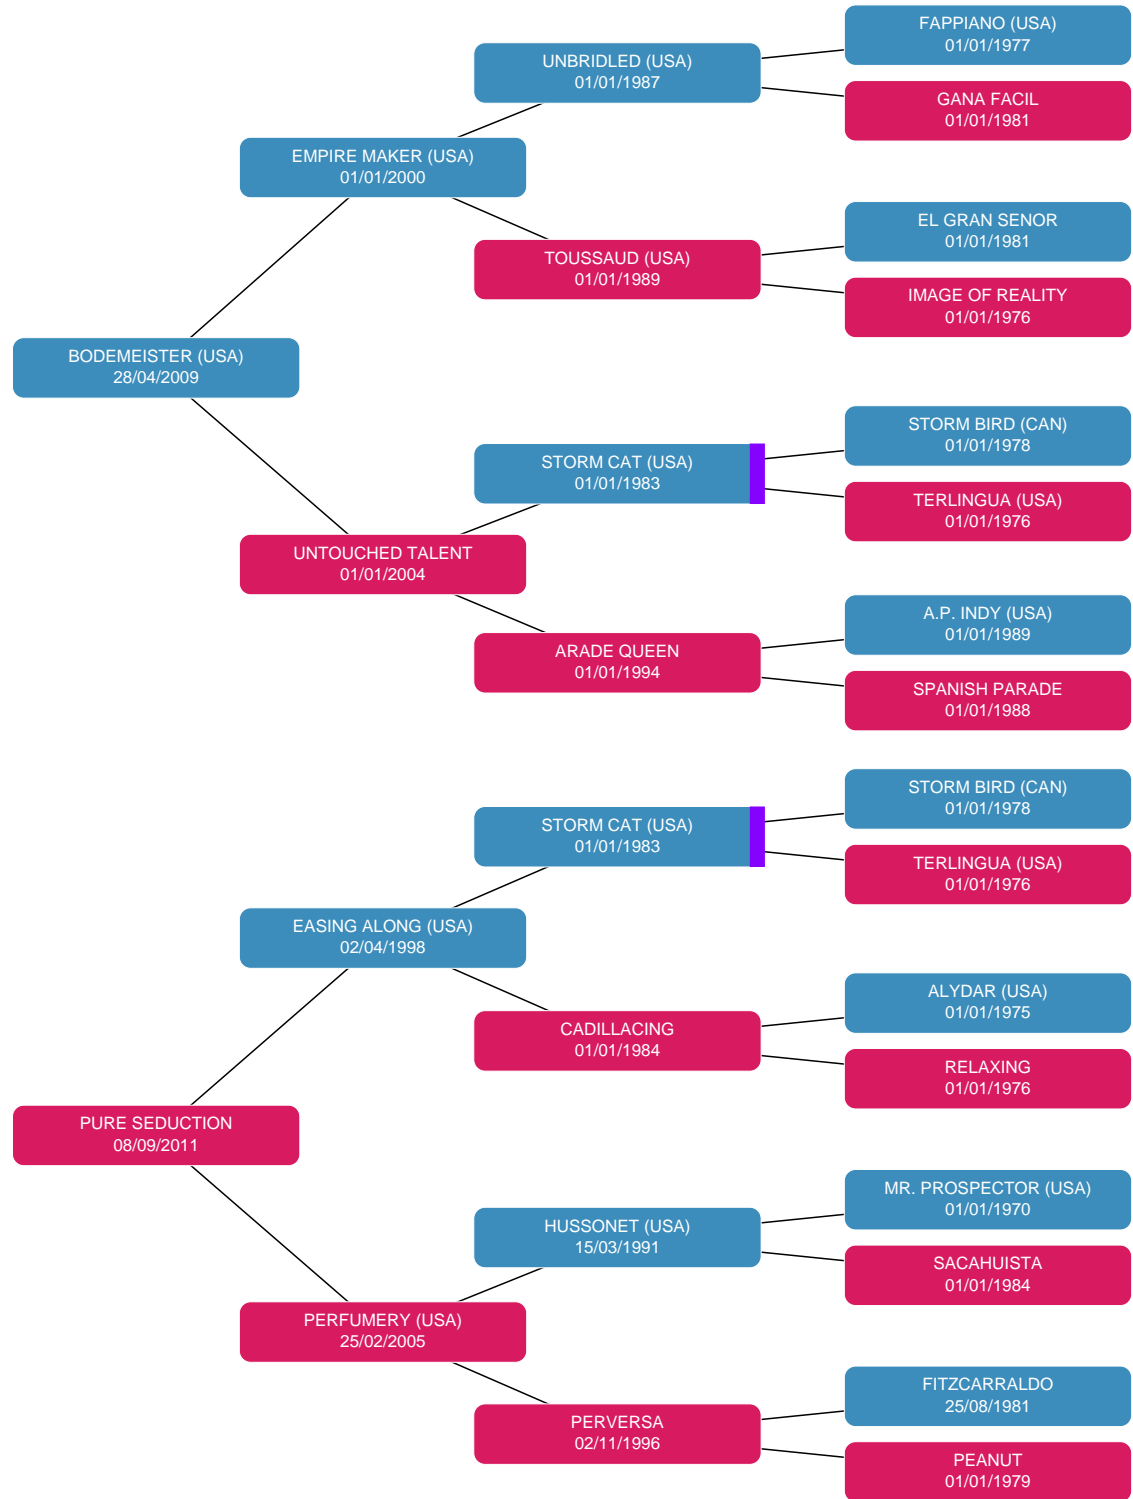 FAPPIANO (USA)
01/01/1977
UNBRIDLED (USA)
01/01/1987
GANA FACIL
01/01/1981
EMPIRE MAKER (USA)
01/01/2000
EL GRAN SENOR
01/01/1981
TOUSSAUD (USA)
01/01/1989
IMAGE OF REALITY
01/01/1976
BODEMEISTER (USA)
28/04/2009
STORM BIRD (CAN)
01/01/1978
STORM CAT (USA)
01/01/1983
TERLINGUA (USA)
01/01/1976
UNTOUCHED TALENT
01/01/2004
A.P. INDY (USA)
01/01/1989
ARADE QUEEN
01/01/1994
SPANISH PARADE
01/01/1988
STORM BIRD (CAN)
01/01/1978
STORM CAT (USA)
01/01/1983
TERLINGUA (USA)
01/01/1976
EASING ALONG (USA)
02/04/1998
ALYDAR (USA)
01/01/1975
CADILLACING
01/01/1984
RELAXING
01/01/1976
PURE SEDUCTION
08/09/2011
MR. PROSPECTOR (USA)
01/01/1970
HUSSONET (USA)
15/03/1991
SACAHUISTA
01/01/1984
PERFUMERY (USA)
25/02/2005
FITZCARRALDO
25/08/1981
PERVERSA
02/11/1996
PEANUT
01/01/1979